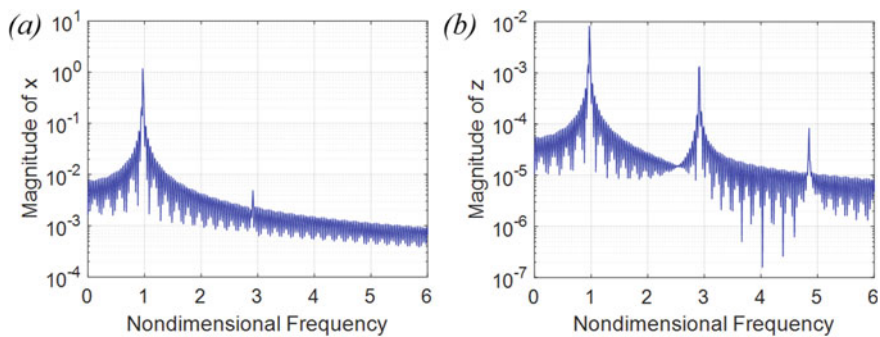 (a)
Magnitude of x
10^1
10^0
10^-1
10^-2
10^-3
10^-4
0 1 2 3 4 5 6
Nondimensional Frequency
(b)
Magnitude of z
10^-2
10^-3
10^-4
10^-5
10^-6
10^-7
0 1 2 3 4 5 6
Nondimensional Frequency